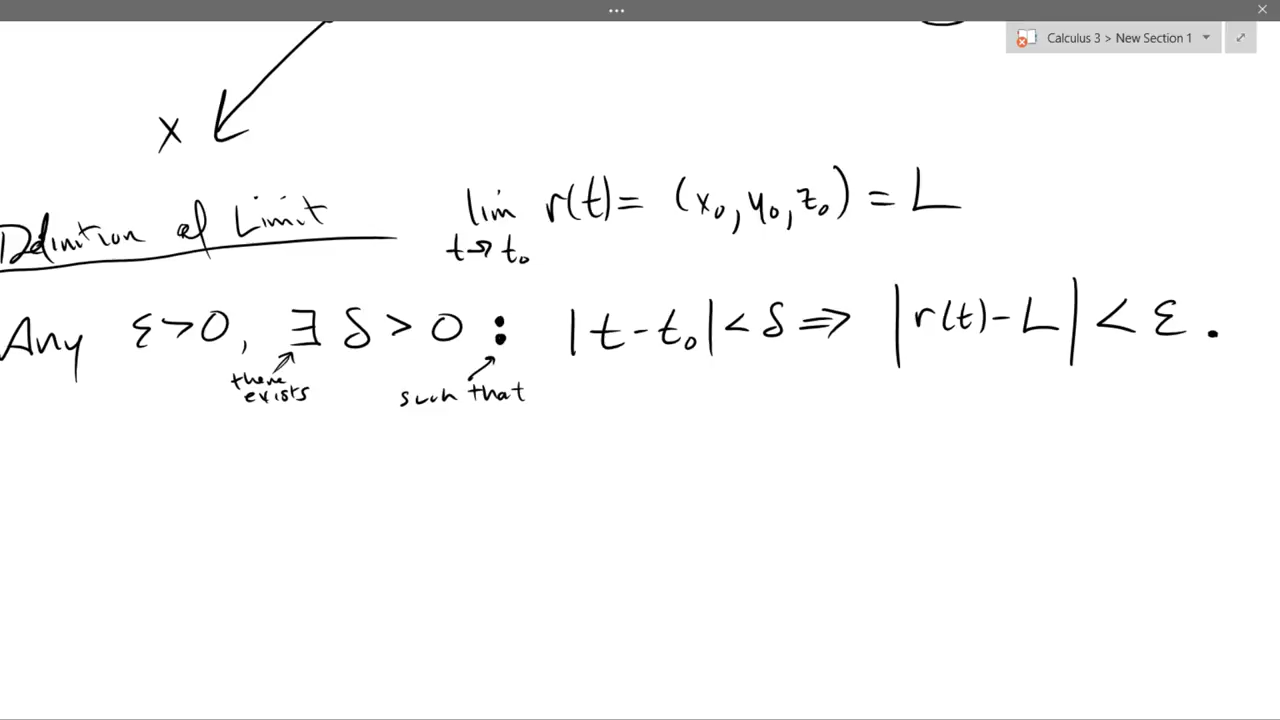 Calculus 3 > New Section 1
x
Definition of Limit
lim r(t) = (x₀, y₀, z₀) = L
t→t₀
Any ε>0, ∃ δ > 0 : |t-t₀| < δ ⇒ |r(t)-L| < ε.
there
exists
such that